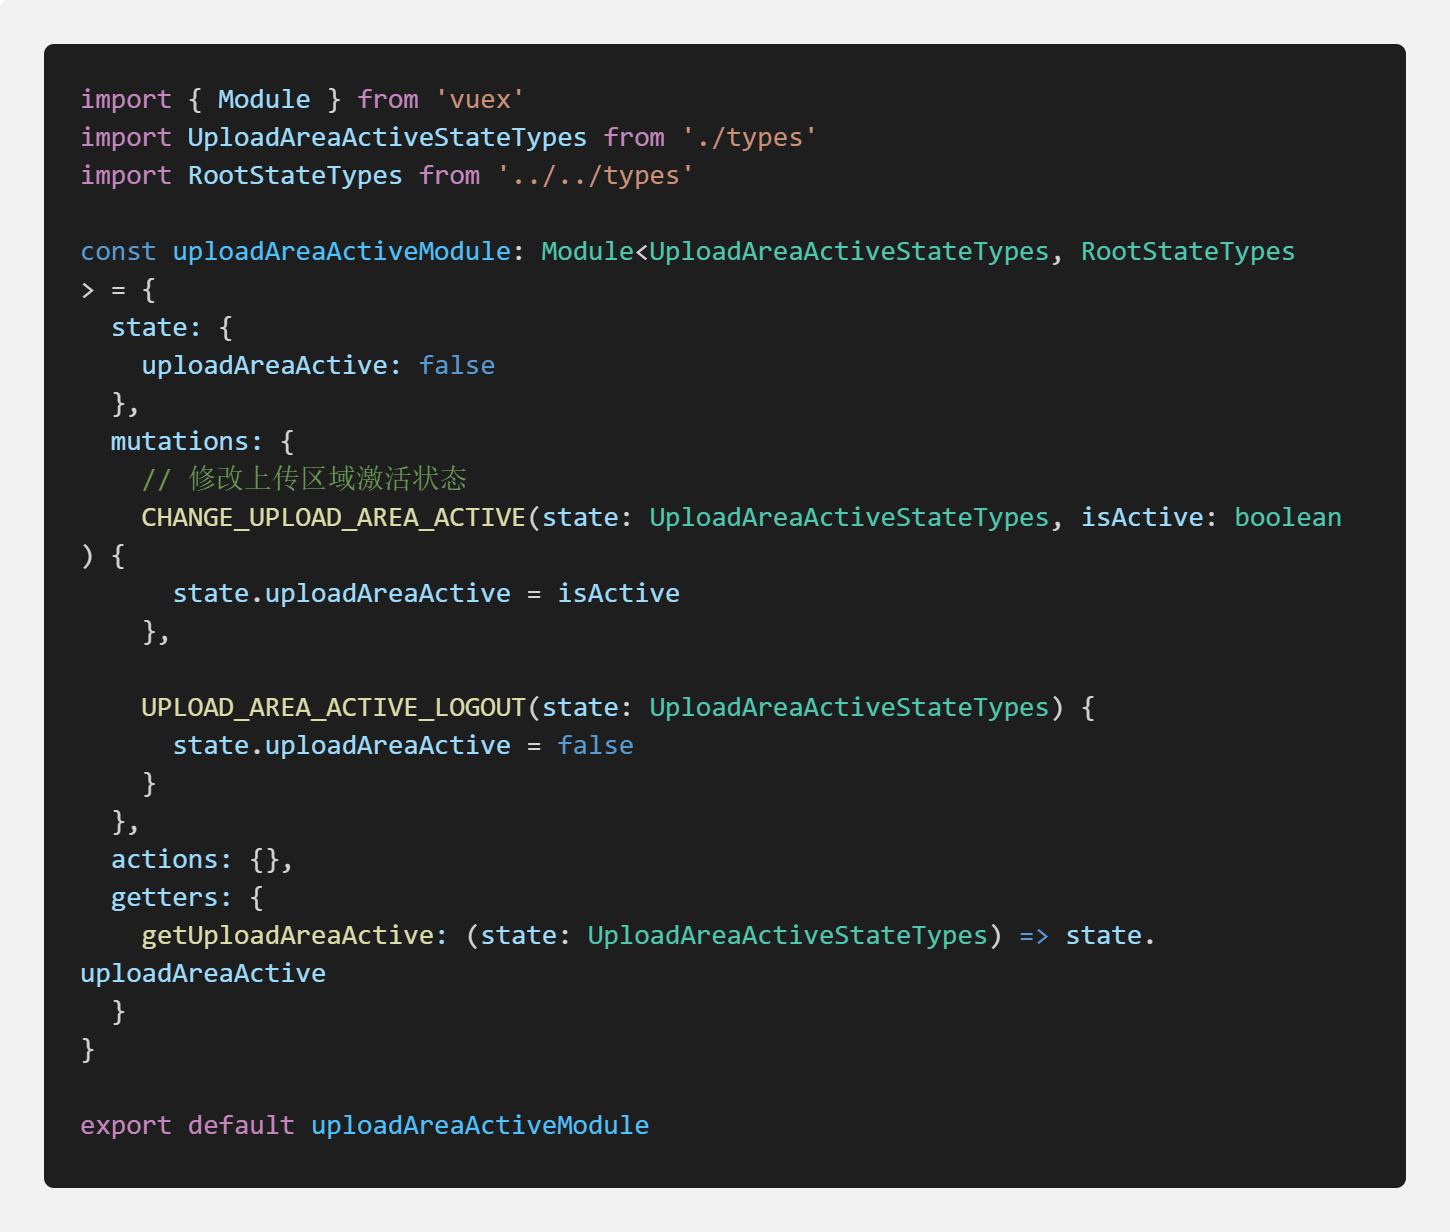 import { Module } from 'vuex'
import UploadAreaActiveStateTypes from './types'
import RootStateTypes from '../../types'

const uploadAreaActiveModule: Module<UploadAreaActiveStateTypes, RootStateTypes
> = {
  state: {
    uploadAreaActive: false
  },
  mutations: {
    // 修改上传区域激活状态
    CHANGE_UPLOAD_AREA_ACTIVE(state: UploadAreaActiveStateTypes, isActive: boolean
) {
      state.uploadAreaActive = isActive
    },

    UPLOAD_AREA_ACTIVE_LOGOUT(state: UploadAreaActiveStateTypes) {
      state.uploadAreaActive = false
    }
  },
  actions: {},
  getters: {
    getUploadAreaActive: (state: UploadAreaActiveStateTypes) => state.
uploadAreaActive
  }
}

export default uploadAreaActiveModule